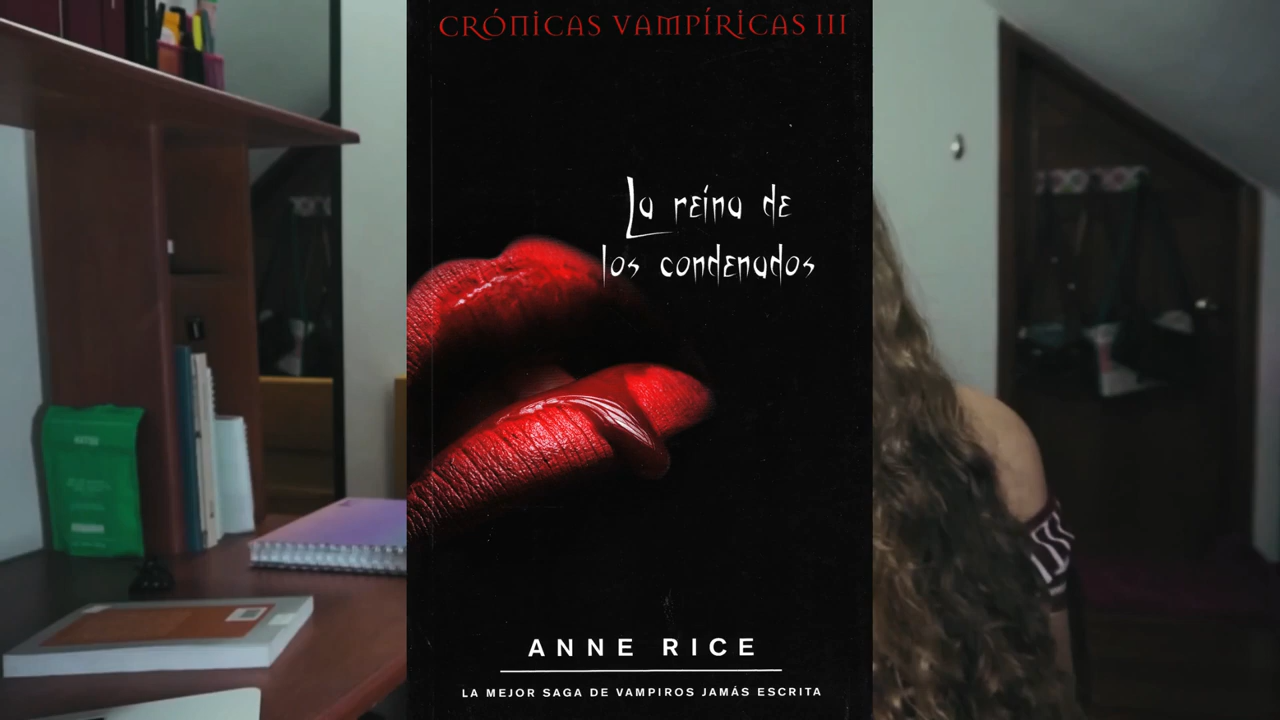 CRÓNICAS VAMPÍRICAS III
La reina de
los condenados
ANNE RICE
LA MEJOR SAGA DE VAMPIROS JAMÁS ESCRITA